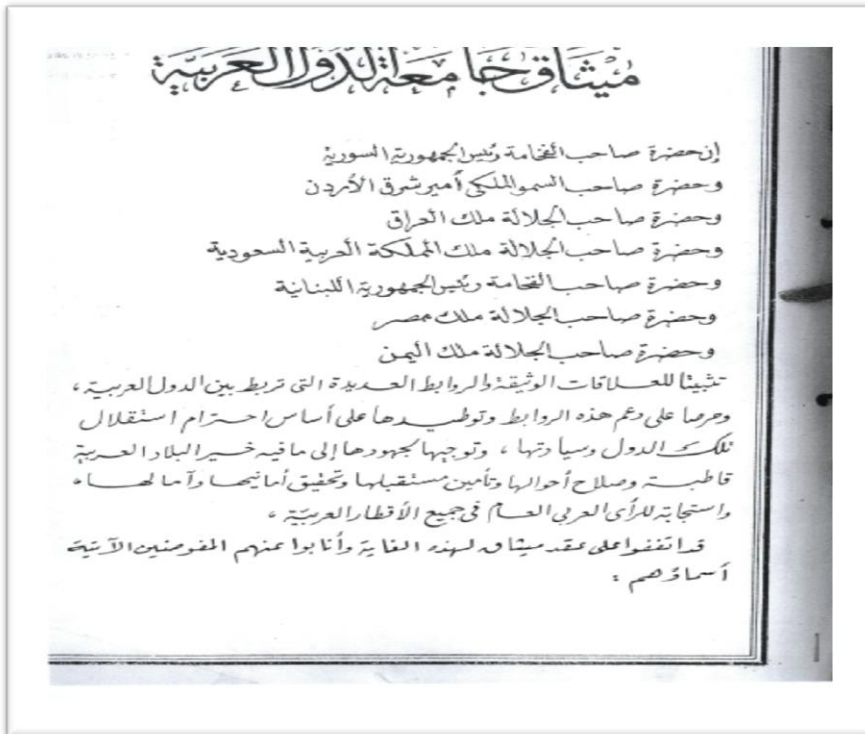 ميثاق جامعة الدول العربية
إن حضرة صاحب الفخامة رئيس الجمهورية السورية
وحضرة صاحب السمو الملكي أمير شرق الأردن
وحضرة صاحب الجلالة ملك العراق
وحضرة صاحب الجلالة ملك المملكة العربية السعودية
وحضرة صاحب الفخامة رئيس الجمهورية اللبنانية
وحضرة صاحب الجلالة ملك مصر
وحضرة صاحب الجلالة ملك اليمن
تثبيتا للعلاقات الوثيقة والروابط العديدة التى تربط بين الدول العربية ،
وحرصا على دعم هذه الروابط وتوطيدها على أساس احترام استقلال
تلك الدول وسيادتها ، وتوجيها لجهودها إلى ما فيه خير البلاد العربية
قاطبة وصلاح أحوالها وتأمين مستقبلها وتحقيق أمانيها وآمالها ،
واستجابة للرأى العربى العام فى جميع الأقطار العربية ،
قد اتفقوا على عقد ميثاق لهذه الغاية وأنابوا عنهم المفوضين الآتية
أسماؤهم :